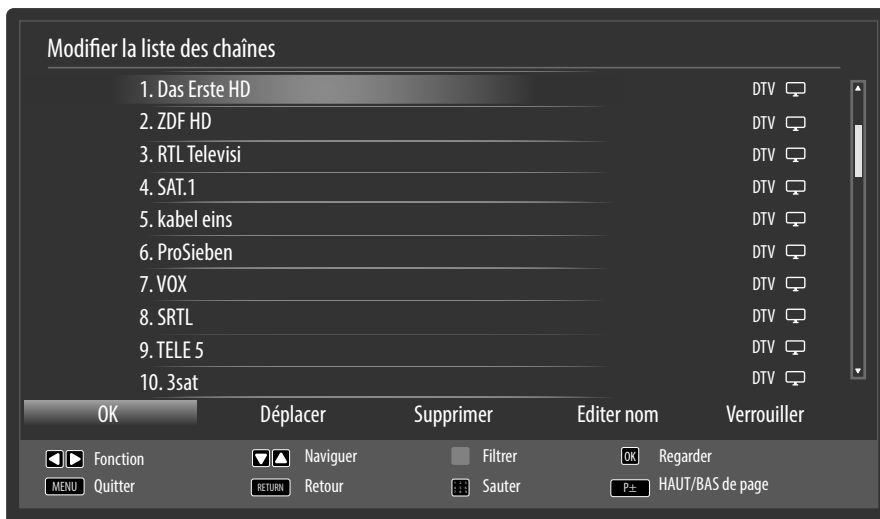 Modifier la liste des chaînes
1. Das Erste HD DTV
2. ZDF HD DTV
3. RTL Televisi DTV
4. SAT.1 DTV
5. kabel eins DTV
6. ProSieben DTV
7. VOX DTV
8. SRTL DTV
9. TELE 5 DTV
10. 3sat DTV
OK Déplacer Supprimer Editer nom Verrouiller
Fonction Naviguer Filtrer OK Regarder
MENU Quitter RETURN Retour Sauter P± HAUT/BAS de page